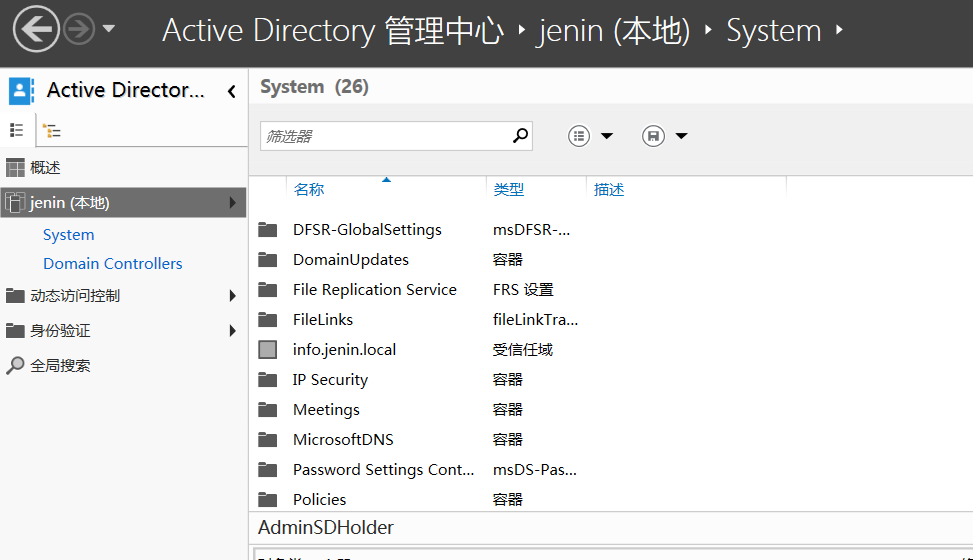 Active Directory 管理中心 ‣ jenin (本地) ‣ System ‣
Active Director...
System (26)
筛选器
概述
jenin (本地)
System
Domain Controllers
动态访问控制
身份验证
全局搜索
名称 类型 描述
DFSR-GlobalSettings msDFSR-...
DomainUpdates 容器
File Replication Service FRS 设置
FileLinks fileLinkTra...
info.jenin.local 受信任域
IP Security 容器
Meetings 容器
MicrosoftDNS 容器
Password Settings Cont... msDS-Pas...
Policies 容器
AdminSDHolder